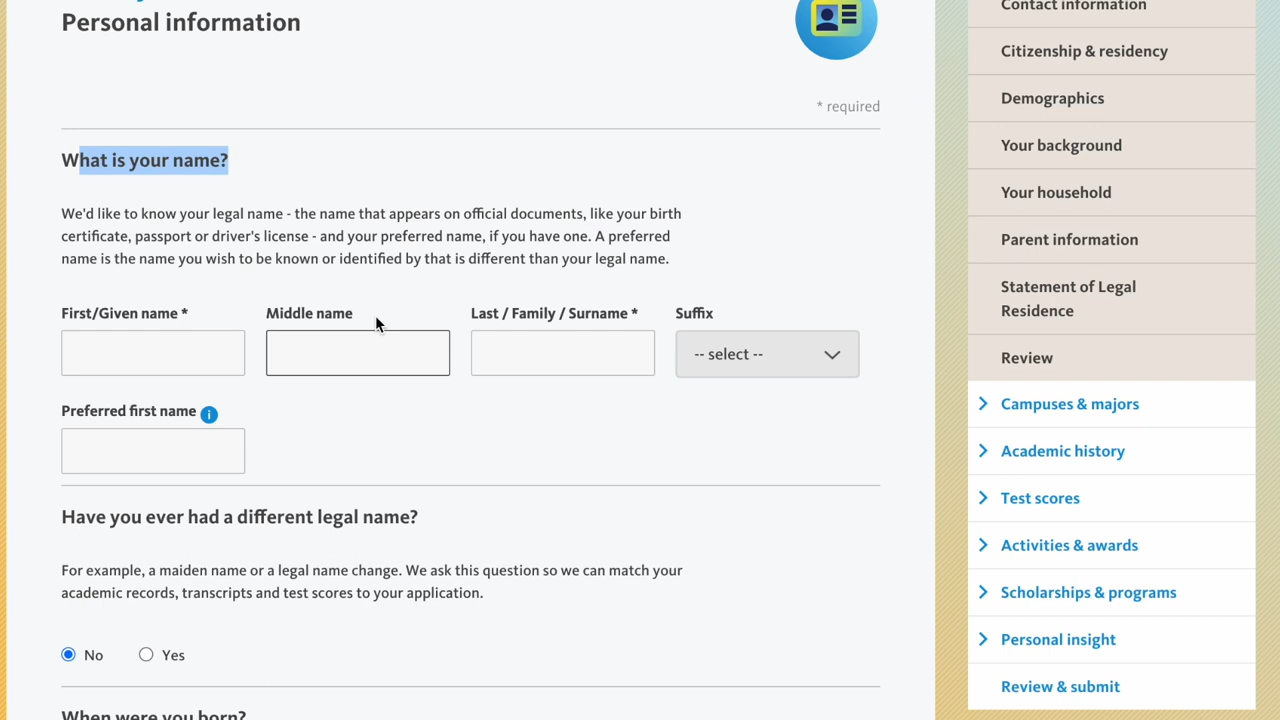 Personal information
* required
What is your name?
We'd like to know your legal name - the name that appears on official documents, like your birth
certificate, passport or driver's license - and your preferred name, if you have one. A preferred
name is the name you wish to be known or identified by that is different than your legal name.
First/Given name *
Middle name
Last / Family / Surname *
Suffix
-- select --
Preferred first name
i
Have you ever had a different legal name?
For example, a maiden name or a legal name change. We ask this question so we can match your
academic records, transcripts and test scores to your application.
No
Yes
When were you born?
Contact information
Citizenship & residency
Demographics
Your background
Your household
Parent information
Statement of Legal
Residence
Review
Campuses & majors
Academic history
Test scores
Activities & awards
Scholarships & programs
Personal insight
Review & submit